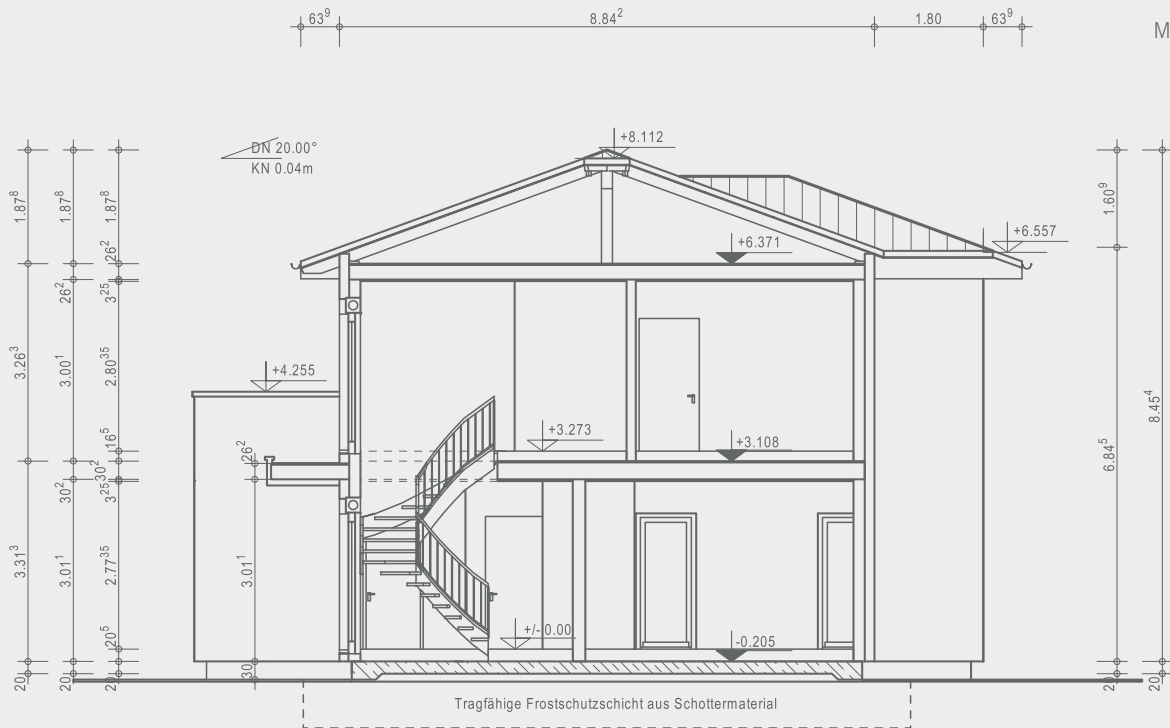 63⁹ 8.84² 1.80 63⁹
M
DN 20.00°
KN 0.04m
+8.112
+6.557
+6.371
+4.255
+3.273
+3.108
+/-0.00
-0.205
1.87⁸ 1.87⁸ 1.87⁸
26²
26² 3²⁵
3.26³ 3.00¹ 2.80³⁵
16⁵
30²
30² 3²⁵
3.31³ 3.01¹ 2.77³⁵
20⁵
20 20 20
26²
3.01¹
30
1.60⁹
6.84⁵
8.45⁴
20 20
Tragfähige Frostschutzschicht aus Schottermaterial